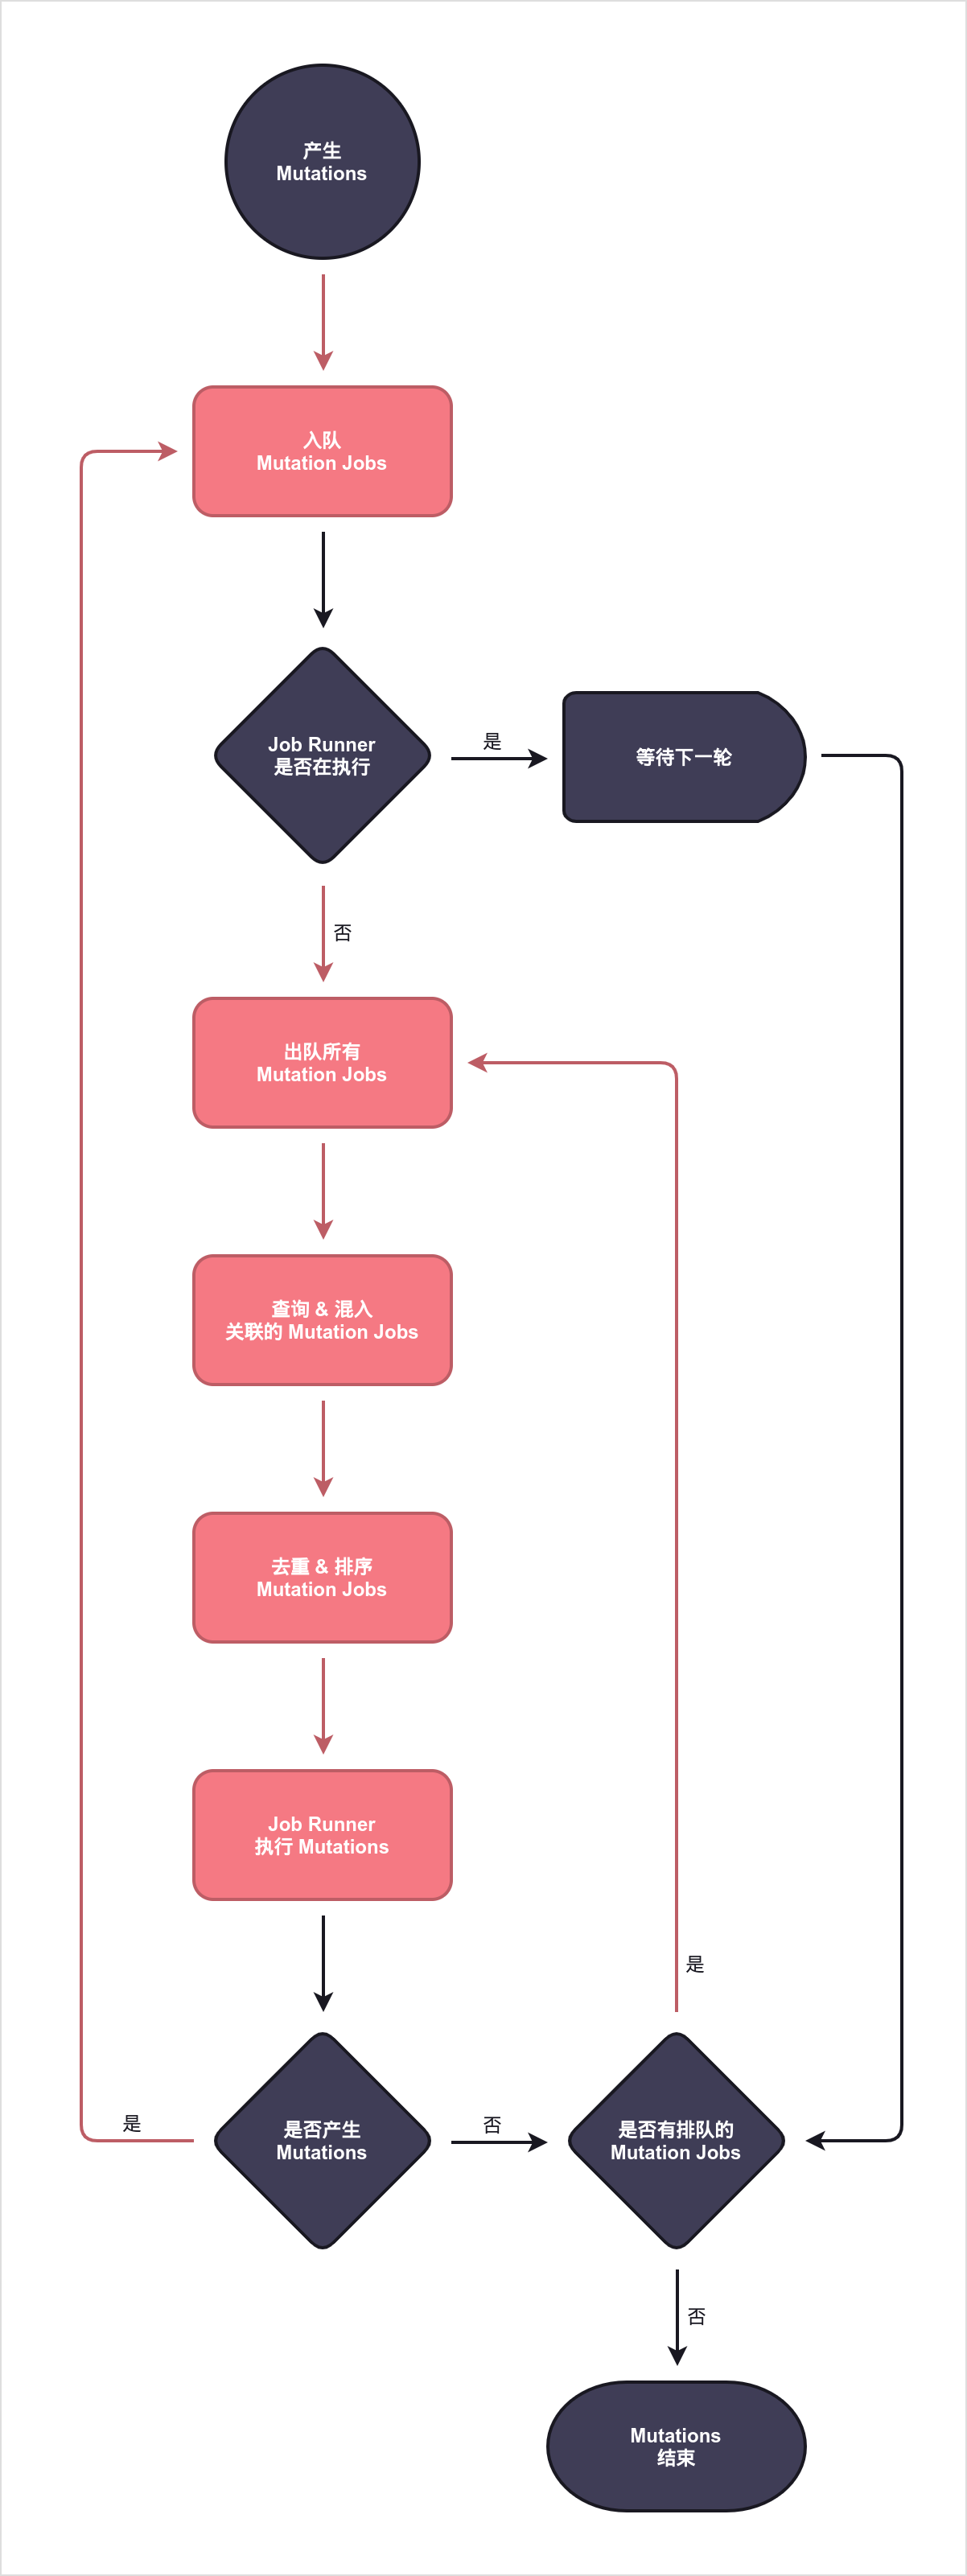 产生
Mutations
入队
Mutation Jobs
Job Runner
是否在执行
是
等待下一轮
否
出队所有
Mutation Jobs
查询 & 混入
关联的 Mutation Jobs
去重 & 排序
Mutation Jobs
Job Runner
执行 Mutations
是
是
是否产生
Mutations
否
是否有排队的
Mutation Jobs
否
Mutations
结束